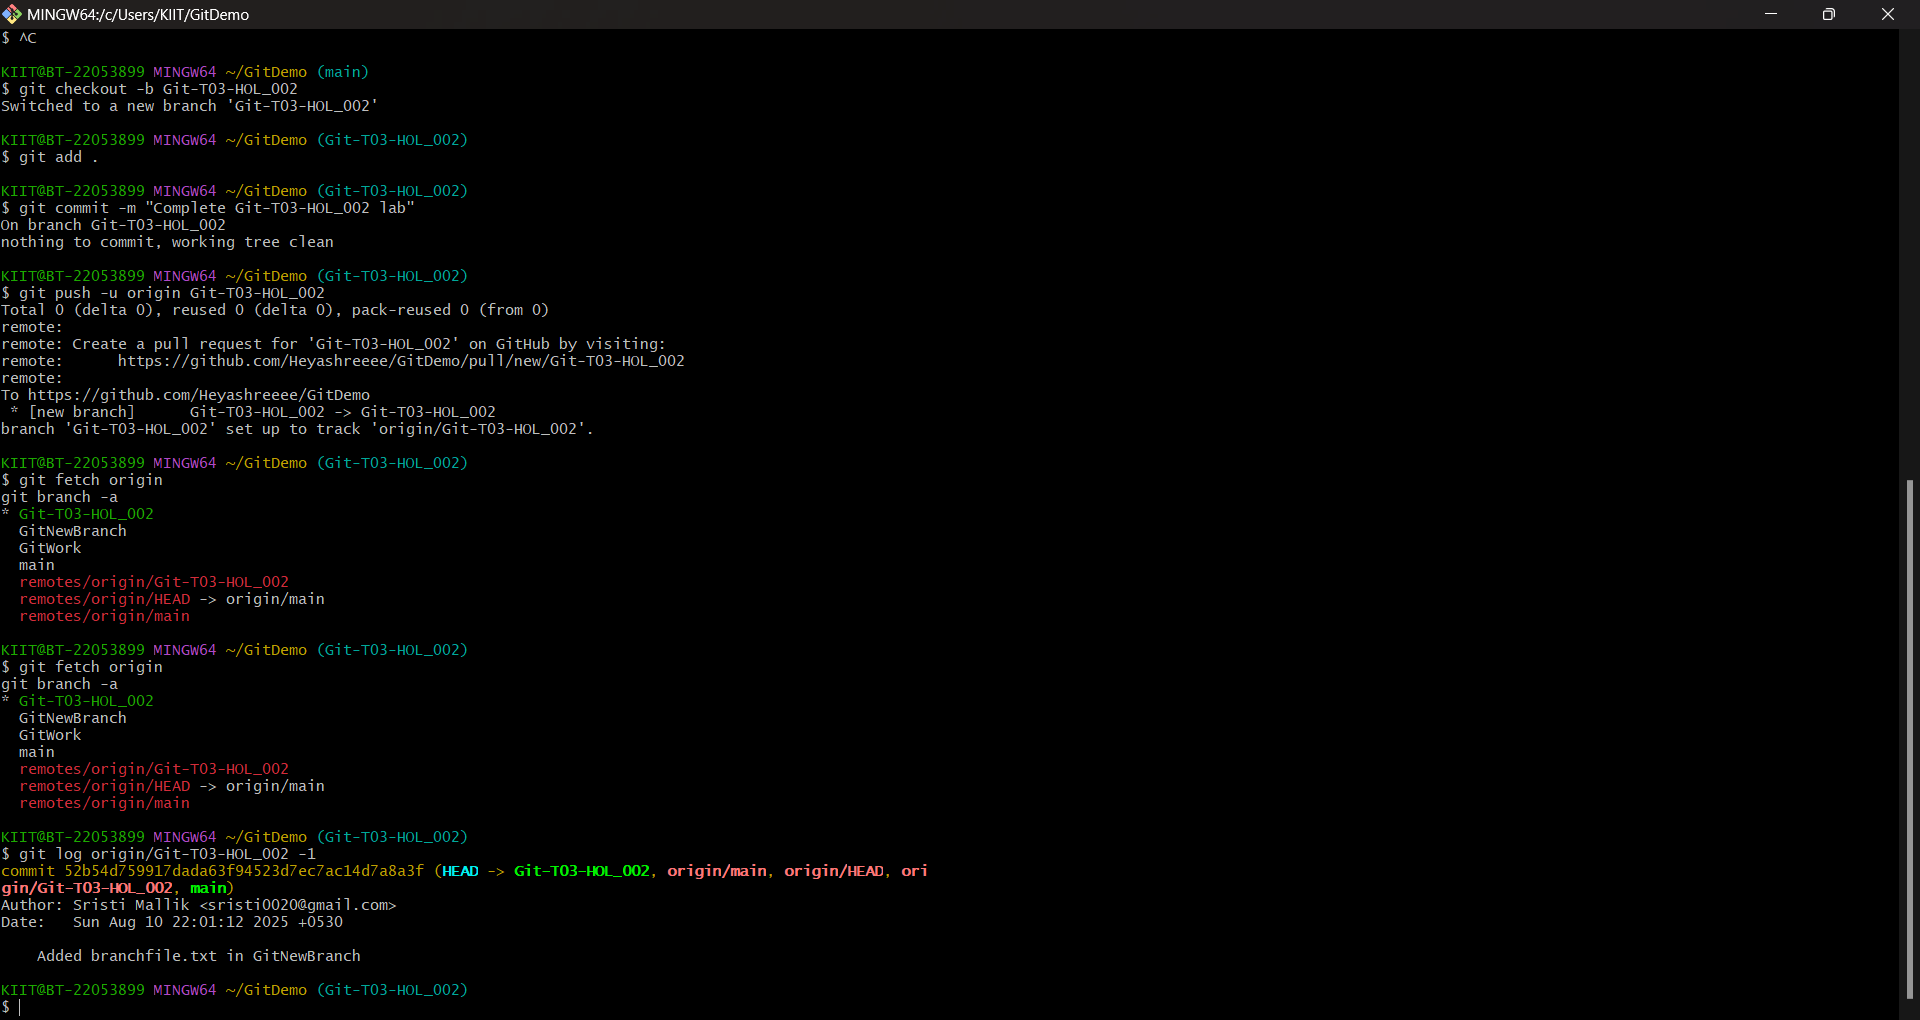 MINGW64:/c/Users/KIIT/GitDemo
$ ^C
KIIT@BT-22053899 MINGW64 ~/GitDemo (main)
$ git checkout -b Git-T03-HOL_002
Switched to a new branch 'Git-T03-HOL_002'
KIIT@BT-22053899 MINGW64 ~/GitDemo (Git-T03-HOL_002)
$ git add .
KIIT@BT-22053899 MINGW64 ~/GitDemo (Git-T03-HOL_002)
$ git commit -m "Complete Git-T03-HOL_002 lab"
On branch Git-T03-HOL_002
nothing to commit, working tree clean
KIIT@BT-22053899 MINGW64 ~/GitDemo (Git-T03-HOL_002)
$ git push -u origin Git-T03-HOL_002
Total 0 (delta 0), reused 0 (delta 0), pack-reused 0 (from 0)
remote:
remote: Create a pull request for 'Git-T03-HOL_002' on GitHub by visiting:
remote:      https://github.com/Heyashreeee/GitDemo/pull/new/Git-T03-HOL_002
remote:
To https://github.com/Heyashreeee/GitDemo
 * [new branch]      Git-T03-HOL_002 -> Git-T03-HOL_002
branch 'Git-T03-HOL_002' set up to track 'origin/Git-T03-HOL_002'.
KIIT@BT-22053899 MINGW64 ~/GitDemo (Git-T03-HOL_002)
$ git fetch origin
git branch -a
* Git-T03-HOL_002
  GitNewBranch
  GitWork
  main
  remotes/origin/Git-T03-HOL_002
  remotes/origin/HEAD -> origin/main
  remotes/origin/main
KIIT@BT-22053899 MINGW64 ~/GitDemo (Git-T03-HOL_002)
$ git fetch origin
git branch -a
* Git-T03-HOL_002
  GitNewBranch
  GitWork
  main
  remotes/origin/Git-T03-HOL_002
  remotes/origin/HEAD -> origin/main
  remotes/origin/main
KIIT@BT-22053899 MINGW64 ~/GitDemo (Git-T03-HOL_002)
$ git log origin/Git-T03-HOL_002 -1
commit 52b54d759917dada63f94523d7ec7ac14d7a8a3f (HEAD -> Git-T03-HOL_002, origin/main, origin/HEAD, ori
gin/Git-T03-HOL_002, main)
Author: Sristi Mallik <sristi0020@gmail.com>
Date:   Sun Aug 10 22:01:12 2025 +0530
    Added branchfile.txt in GitNewBranch
KIIT@BT-22053899 MINGW64 ~/GitDemo (Git-T03-HOL_002)
$